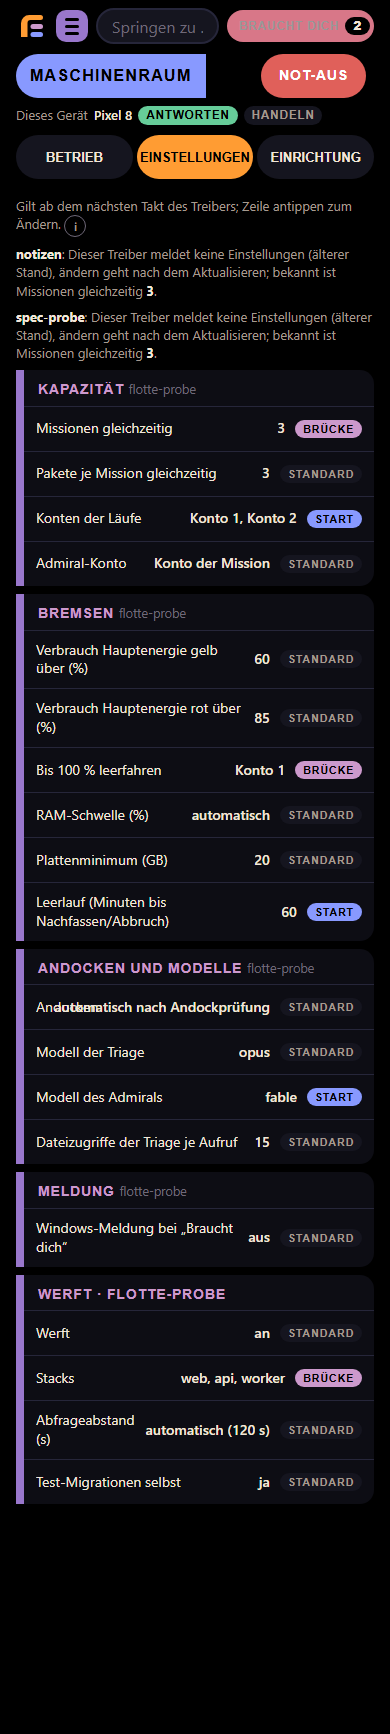 Springen zu .
BRAUCHT DICH 2
MASCHINENRAUM
NOT-AUS
Dieses Gerät Pixel 8 ANTWORTEN HANDELN
BETRIEB EINSTELLUNGEN EINRICHTUNG
Gilt ab dem nächsten Takt des Treibers; Zeile antippen zum
Ändern. i
notizen: Dieser Treiber meldet keine Einstellungen (älterer
Stand), ändern geht nach dem Aktualisieren; bekannt ist
Missionen gleichzeitig 3.
spec-probe: Dieser Treiber meldet keine Einstellungen (älterer
Stand), ändern geht nach dem Aktualisieren; bekannt ist
Missionen gleichzeitig 3.
KAPAZITÄT flotte-probe
Missionen gleichzeitig 3 BRÜCKE
Pakete je Mission gleichzeitig 3 STANDARD
Konten der Läufe Konto 1, Konto 2 START
Admiral-Konto Konto der Mission STANDARD
BREMSEN flotte-probe
Verbrauch Hauptenergie gelb
über (%) 60 STANDARD
Verbrauch Hauptenergie rot über
(%) 85 STANDARD
Bis 100 % leerfahren Konto 1 BRÜCKE
RAM-Schwelle (%) automatisch STANDARD
Plattenminimum (GB) 20 STANDARD
Leerlauf (Minuten bis
Nachfassen/Abbruch) 60 START
ANDOCKEN UND MODELLE flotte-probe
automatisch nach Andockprüfung STANDARD
Modell der Triage opus STANDARD
Modell des Admirals fable START
Dateizugriffe der Triage je Aufruf 15 STANDARD
MELDUNG flotte-probe
Windows-Meldung bei „Braucht
dich“ aus STANDARD
WERFT · FLOTTE-PROBE
Werft an STANDARD
Stacks web, api, worker BRÜCKE
Abfrageabstand
(s) automatisch (120 s) STANDARD
Test-Migrationen selbst ja STANDARD